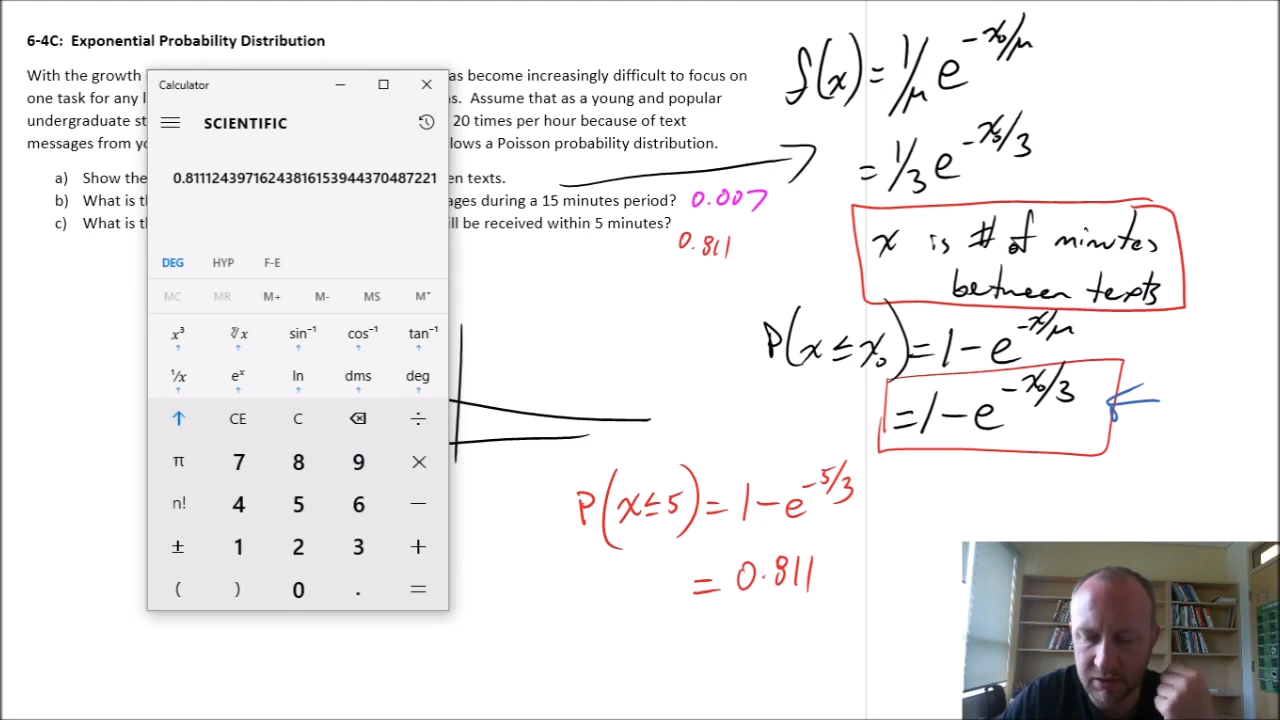 6-4C: Exponential Probability Distribution
With the growth
as become increasingly difficult to focus on
one task for any l
ns. Assume that as a young and popular
undergraduate st
20 times per hour because of text
messages from yo
lows a Poisson probability distribution.
a) Show the
en texts.
b) What is th
ages during a 15 minutes period? 0.007
c) What is th
ll be received within 5 minutes?
0.811
Calculator
SCIENTIFIC
0.81112439716243816153944370487221
DEG HYP F-E
MC MR M+ M- MS M˅
x³ ʸ√x sin⁻¹ cos⁻¹ tan⁻¹
¹/x eˣ ln dms deg
↑ CE C ⌫ ÷
π 7 8 9 ×
n! 4 5 6 −
± 1 2 3 +
( ) 0 . =
f(x) = 1/μ e^-x₀/μ
= 1/3 e^-x₀/3
x is # of minutes
between texts
P(x ≤ x₀) = 1 - e^-x/μ
= 1 - e^-x₀/3
P(x ≤ 5) = 1 - e^-5/3
= 0.811